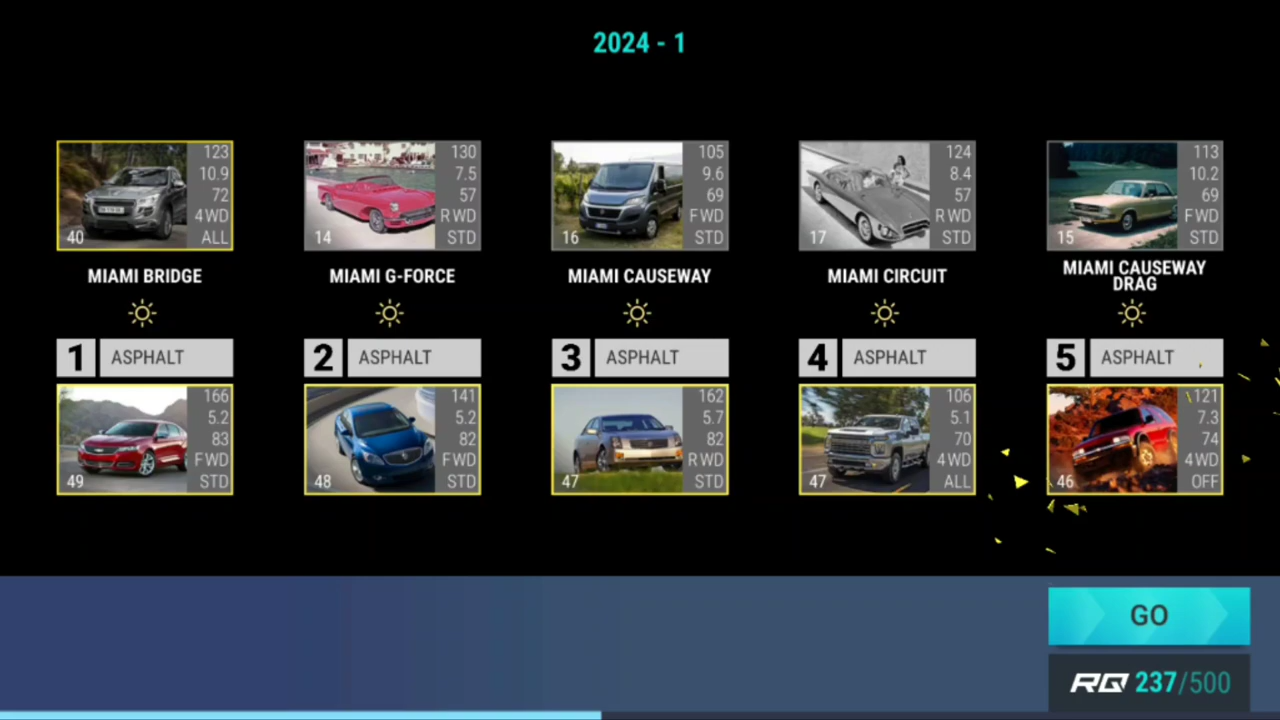 2024 - 1
123
10.9
72
4WD
40 ALL
130
7.5
57
RWD
14 STD
105
9.6
69
FWD
16 STD
124
8.4
57
RWD
17 STD
113
10.2
69
FWD
15 STD
MIAMI BRIDGE
MIAMI G-FORCE
MIAMI CAUSEWAY
MIAMI CIRCUIT
MIAMI CAUSEWAY
DRAG
1 ASPHALT
2 ASPHALT
3 ASPHALT
4 ASPHALT
5 ASPHALT
166
5.2
83
FWD
49 STD
141
5.2
82
FWD
48 STD
162
5.7
82
RWD
47 STD
106
5.1
70
4WD
47 ALL
121
7.3
74
4WD
46 OFF
GO
RQ 237/500